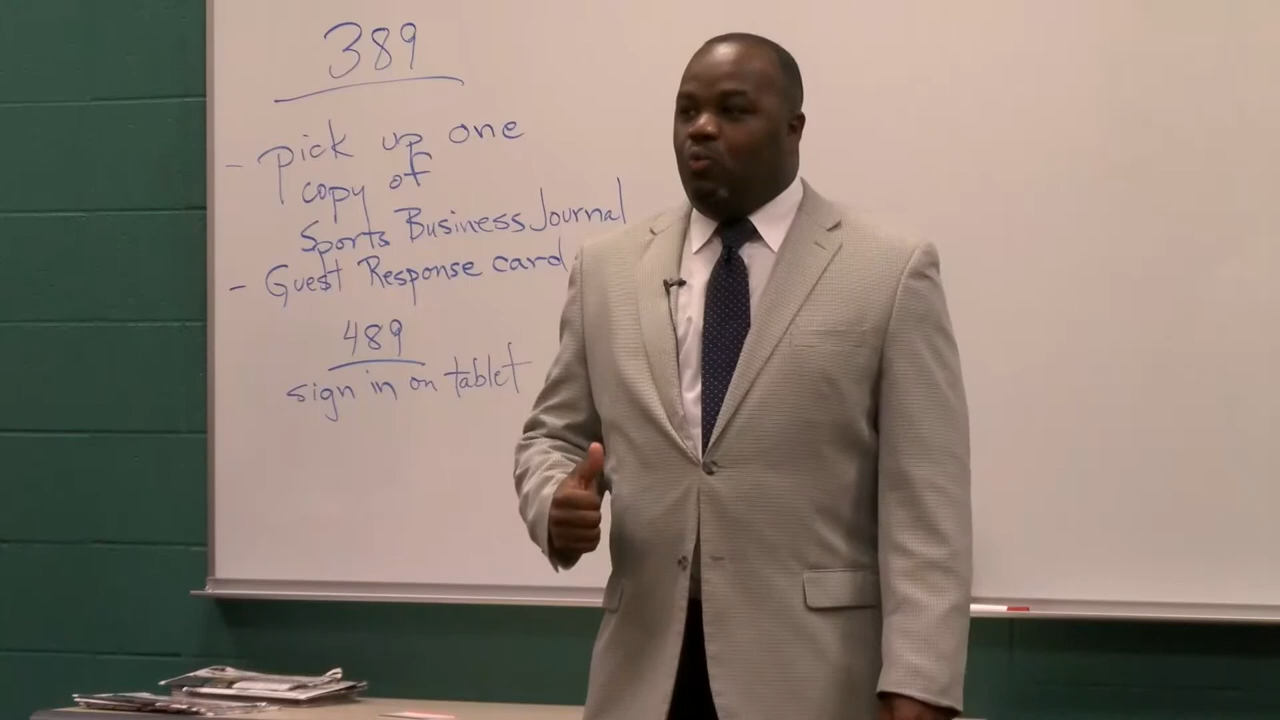 389
- pick up one
copy of
Sports Business Journal
- Guest Response card
489
sign in on tablet